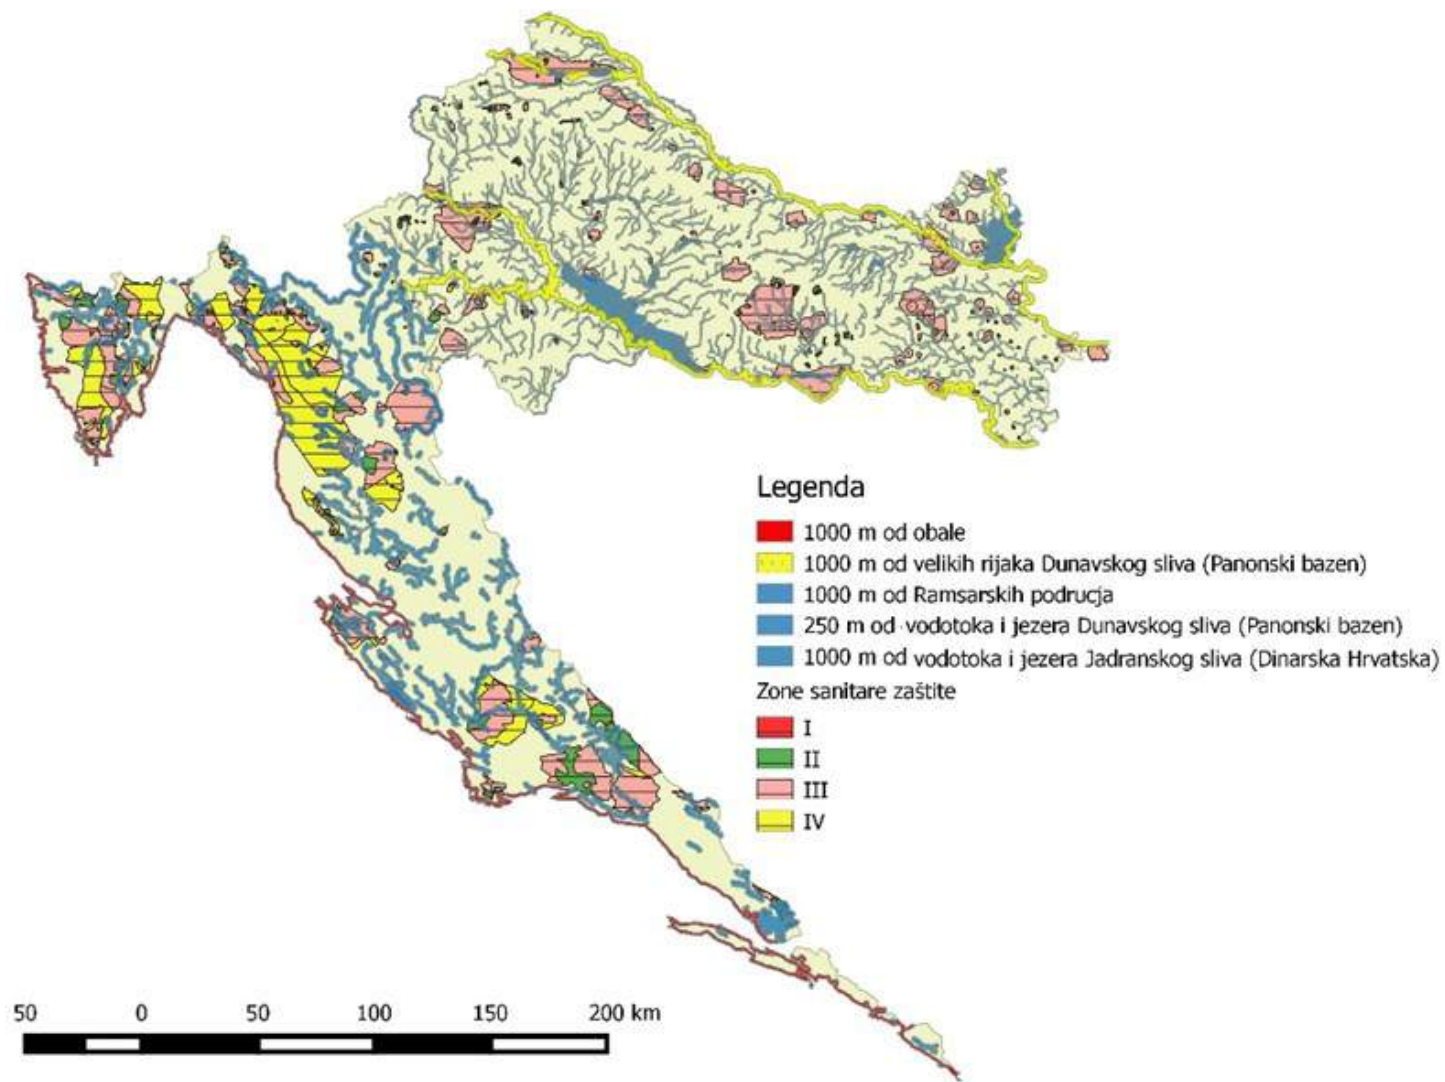 Legenda
1000 m od obale
1000 m od velikih rijaka Dunavskog sliva (Panonski bazen)
1000 m od Ramsarskih podrucja
250 m od vodotoka i jezera Dunavskog sliva (Panonski bazen)
1000 m od vodotoka i jezera Jadranskog sliva (Dinarska Hrvatska)
Zone sanitare zaštite
I
II
III
IV
50 0 50 100 150 200 km